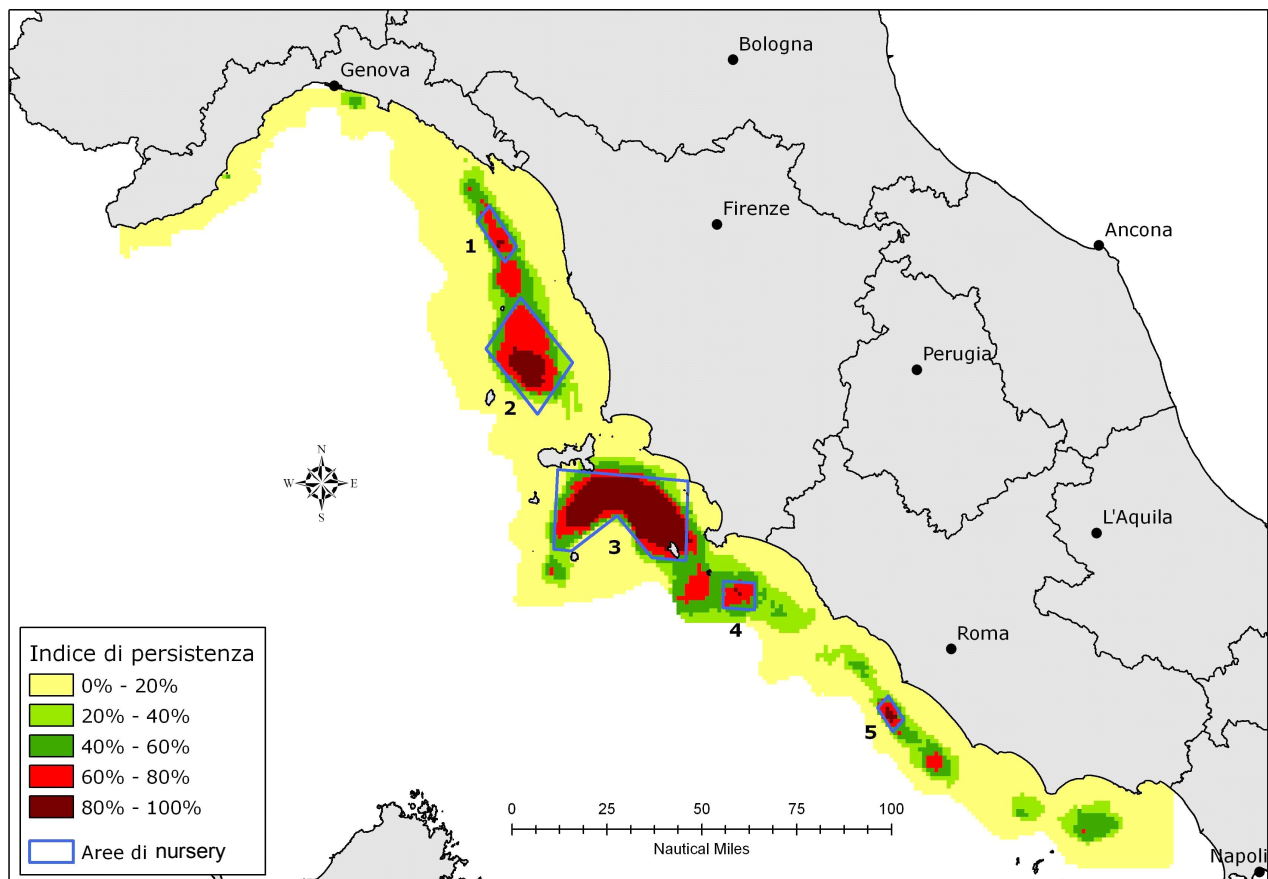 Bologna
Genova
Firenze
Ancona
1
Perugia
2
N
W E
S
L'Aquila
3
4
Roma
5
Indice di persistenza
0% - 20%
20% - 40%
40% - 60%
60% - 80%
80% - 100%
Aree di nursery
0 25 50 75 100
Nautical Miles
Napoli